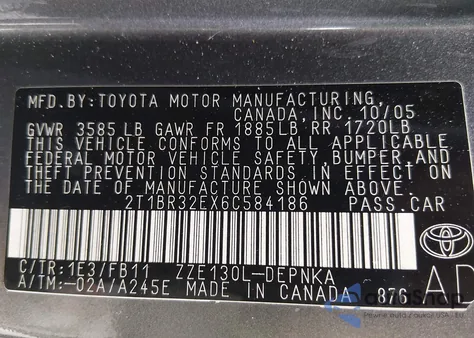 MFD.BY:TOYOTA MOTOR MANUFACTURING,
CANADA,INC.10/05
GVWR 3585LB GAWR FR 1885LB RR 1720LB
THIS VEHICLE CONFORMS TO ALL APPLICABLE
FEDERAL MOTOR VEHICLE SAFETY,BUMPER,AND
THEFT PREVENTION STANDARDS IN EFFECT ON
THE DATE OF MANUFACTURE SHOWN ABOVE.
2T1BR32EX6C584186 PASS.CAR
TOYOTA
C/TR:1E3/FB11 ZZE130L-DEPNKA
A/TM:-02A/A245E MADE IN CANADA 876